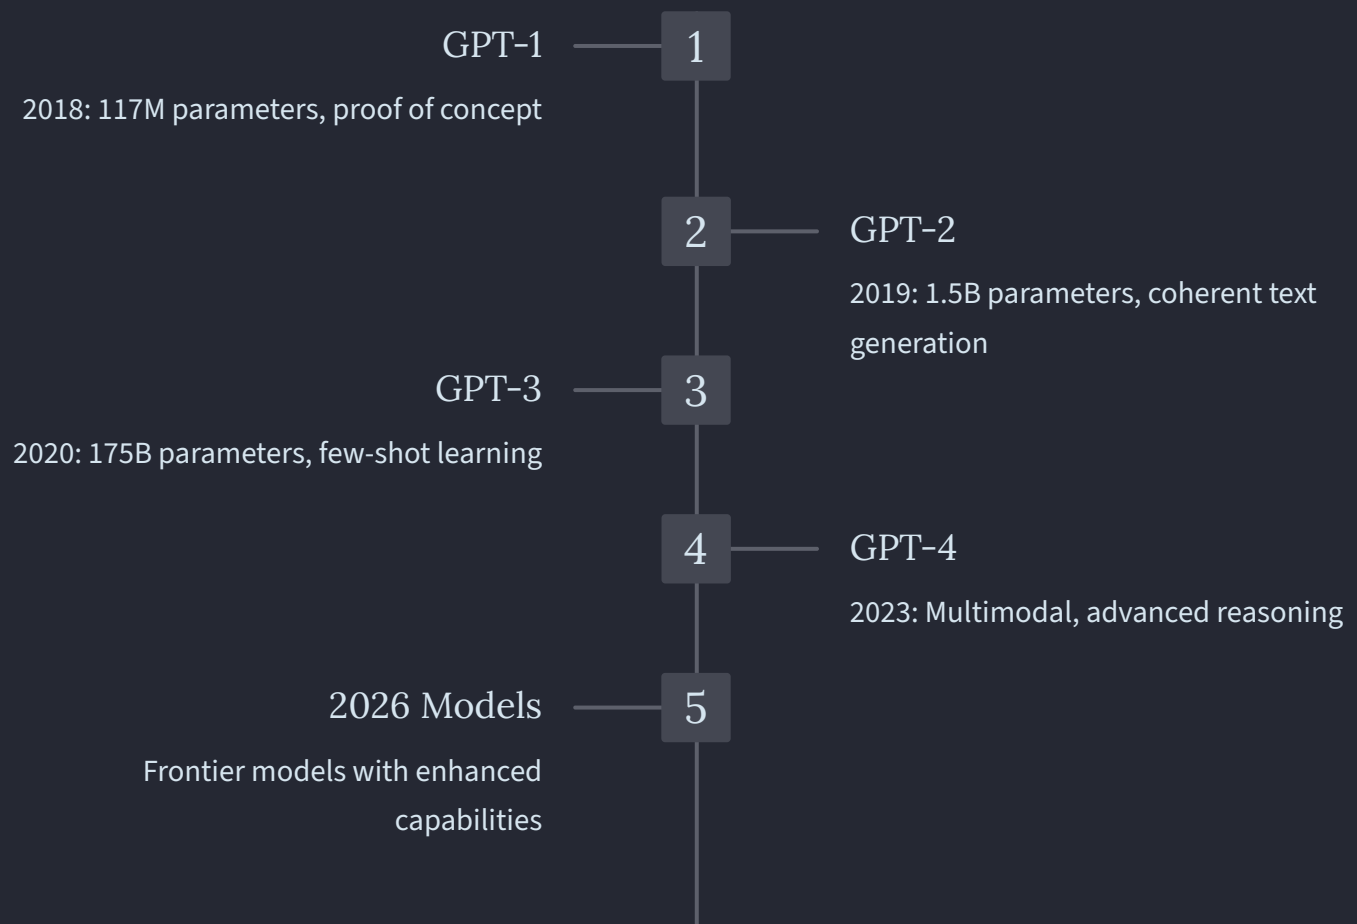 GPT-1
1
2018: 117M parameters, proof of concept
2
GPT-2
2019: 1.5B parameters, coherent text
generation
GPT-3
3
2020: 175B parameters, few-shot learning
4
GPT-4
2023: Multimodal, advanced reasoning
2026 Models
5
Frontier models with enhanced
capabilities